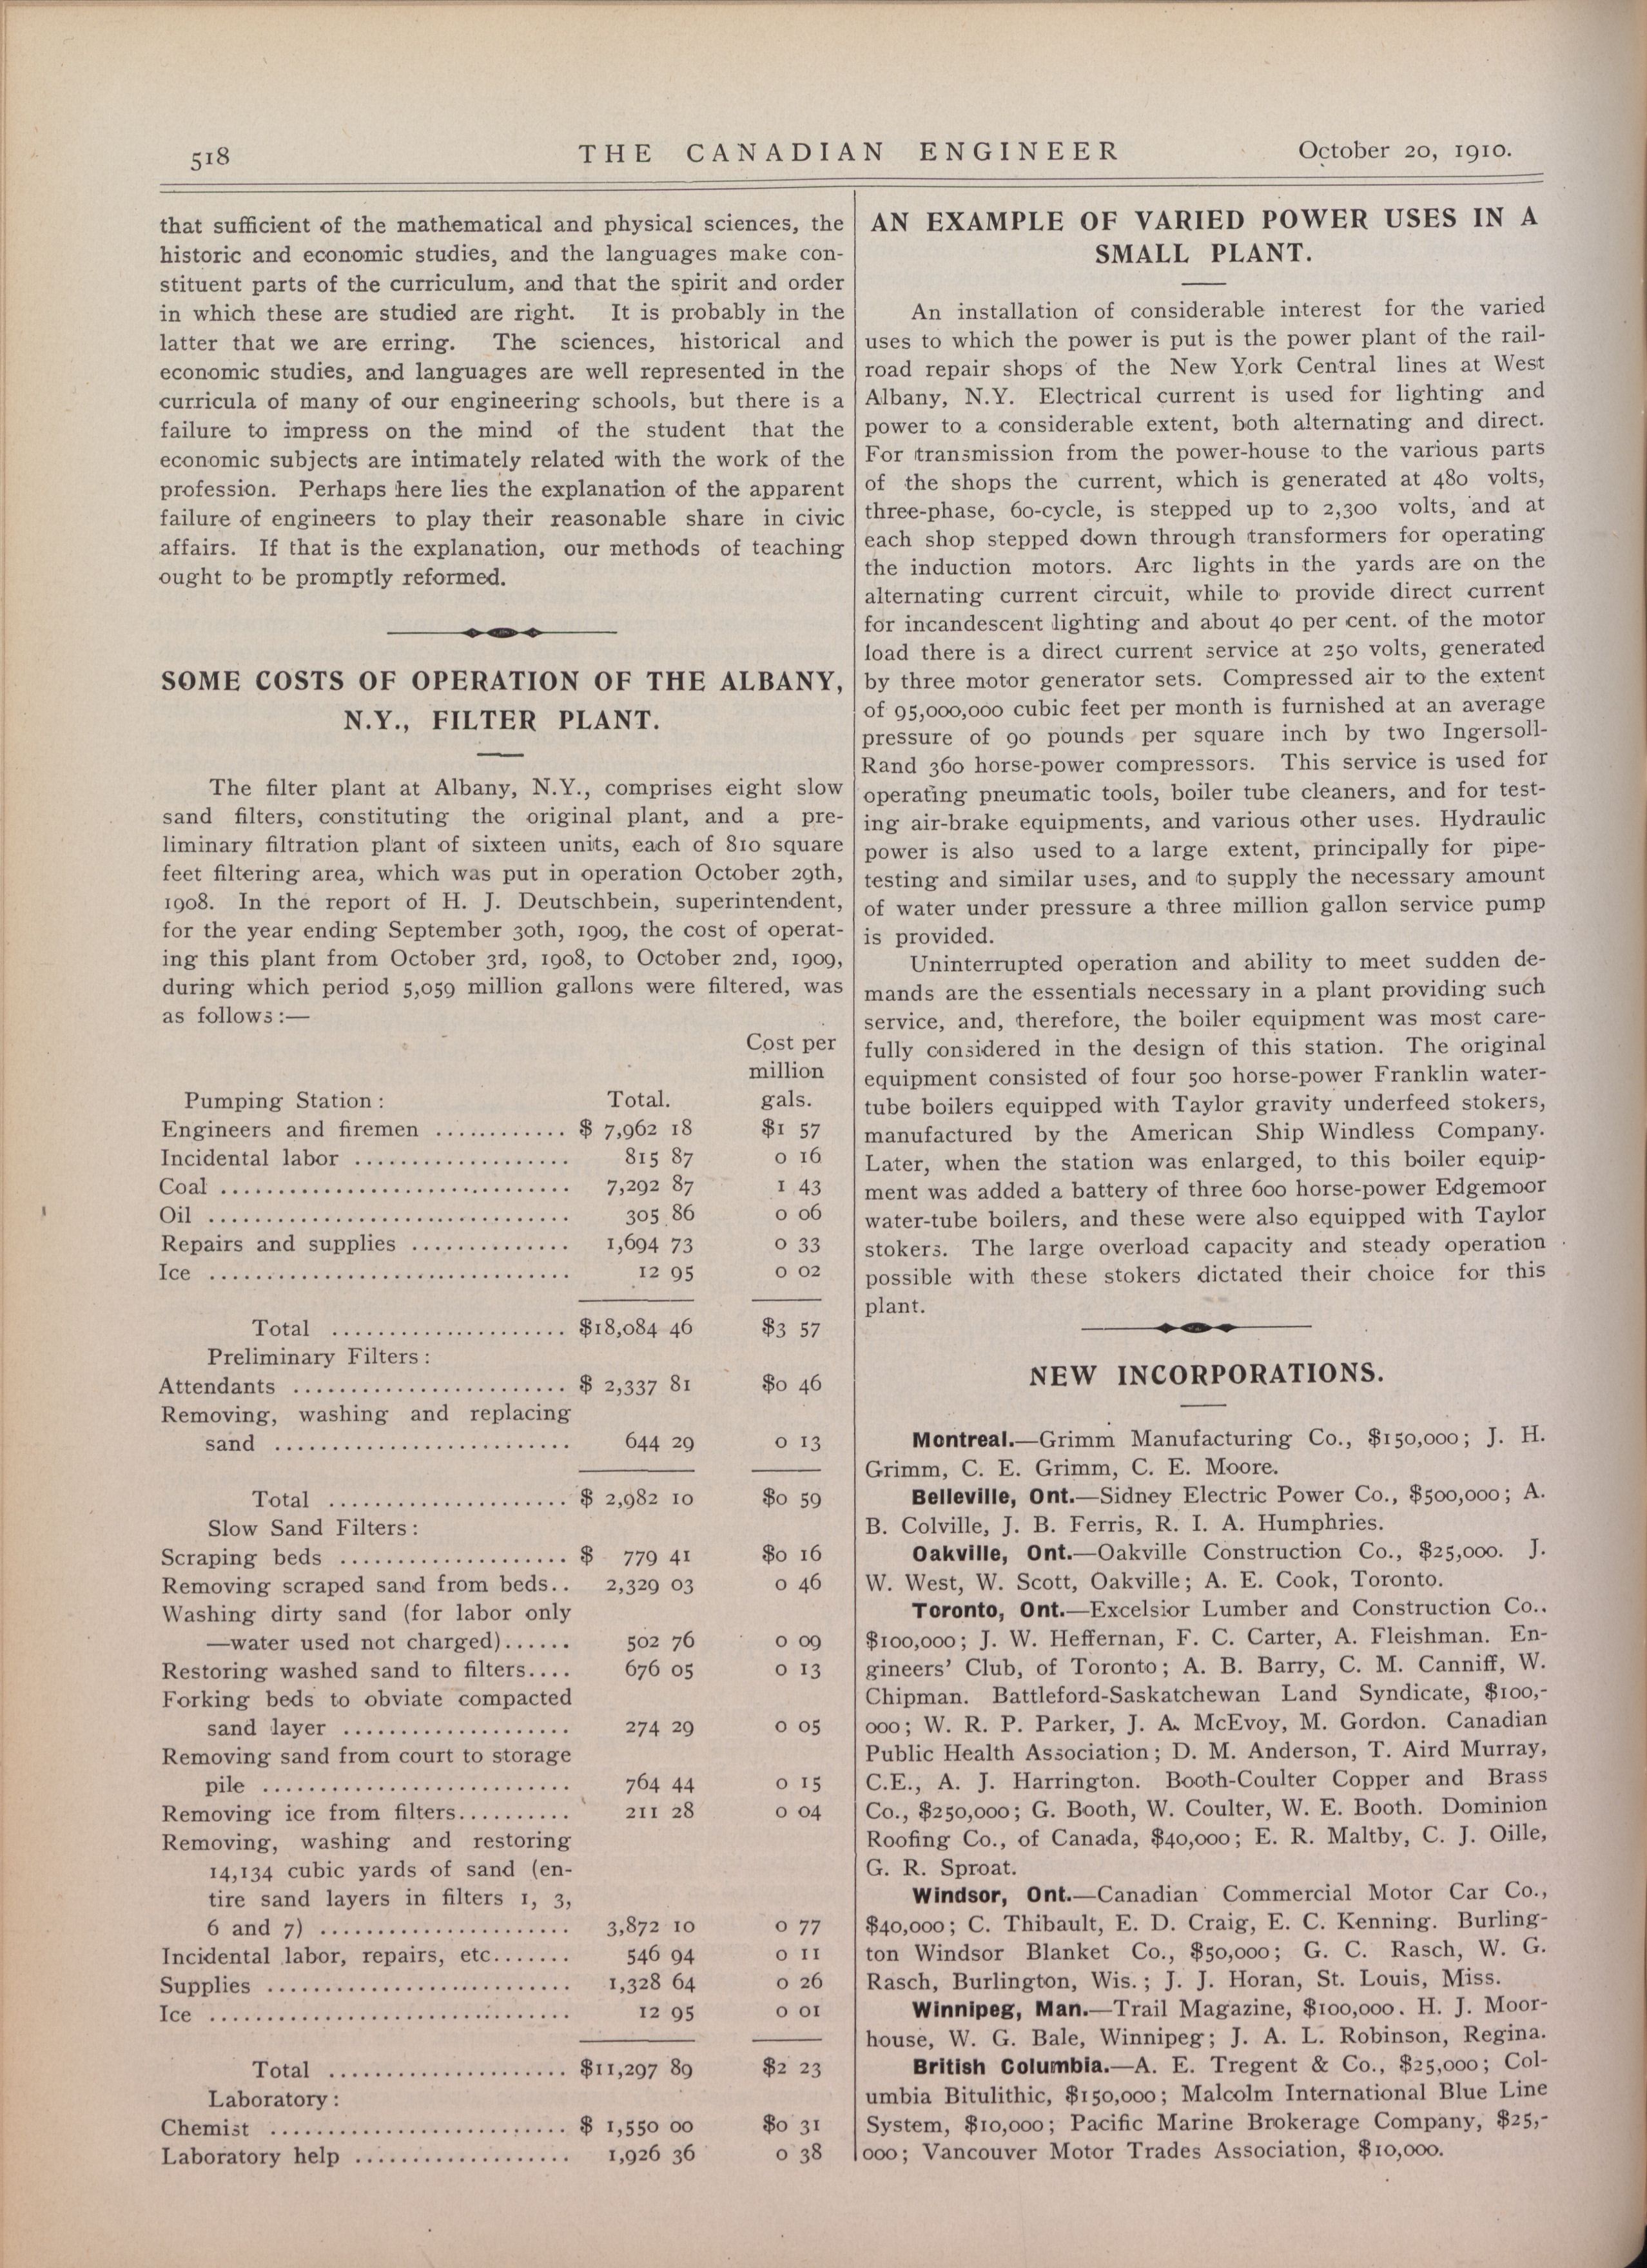 518
THE CANADIAN ENGINEER
October 20, 1910.
that sufficient of the mathematical and physical sciences, the
historic and economic studies, and the languages make con-
stituent parts of the curriculum, and that the spirit and order
in which these are studied are right. It is probably in the
latter that we are erring. The sciences, historical and
economic studies, and languages are well represented in the
curricula of many of our engineering schools, but there is a
failure to impress on the mind of the student that the
economic subjects are intimately related with the work of the
profession. Perhaps here lies the explanation of the apparent
failure of engineers to play their reasonable share in civic
affairs. If that is the explanation, our methods of teaching
ought to be promptly reformed.
SOME COSTS OF OPERATION OF THE ALBANY,
N.Y., FILTER PLANT.
The filter plant at Albany, N.Y., comprises eight slow
sand filters, constituting the original plant, and a pre-
liminary filtration plant of sixteen units, each of 810 square
feet filtering area, which was put in operation October 29th,
1908. In the report of H. J. Deutschbein, superintendent,
for the year ending September 30th, 1909, the cost of operat-
ing this plant from October 3rd, 1908, to October 2nd, 1909,
during which period 5,059 million gallons were filtered, was
as follows:—
Cost per
million
Pumping Station: Total. gals.
Engineers and firemen ............ $ 7,962 18 $1 57
Incidental labor ................... 815 87 0 16
Coal ............................... 7,292 87 1 43
Oil ................................ 305 86 0 06
Repairs and supplies .............. 1,694 73 0 33
Ice ................................ 12 95 0 02
Total ..................... $18,084 46 $3 57
Preliminary Filters:
Attendants ........................ $ 2,337 81 $0 46
Removing, washing and replacing
sand .......................... 644 29 0 13
Total ..................... $ 2,982 10 $0 59
Slow Sand Filters:
Scraping beds .................... $ 779 41 $0 16
Removing scraped sand from beds.. 2,329 03 0 46
Washing dirty sand (for labor only
—water used not charged)...... 502 76 0 09
Restoring washed sand to filters.... 676 05 0 13
Forking beds to obviate compacted
sand layer .................... 274 29 0 05
Removing sand from court to storage
pile ........................... 764 44 0 15
Removing ice from filters.......... 211 28 0 04
Removing, washing and restoring
14,134 cubic yards of sand (en-
tire sand layers in filters 1, 3,
6 and 7) ...................... 3,872 10 0 77
Incidental labor, repairs, etc....... 546 94 0 11
Supplies ........................... 1,328 64 0 26
Ice ................................ 12 95 0 01
Total ..................... $11,297 89 $2 23
Laboratory:
Chemist .......................... $ 1,550 00 $0 31
Laboratory help ................... 1,926 36 0 38
AN EXAMPLE OF VARIED POWER USES IN A
SMALL PLANT.
An installation of considerable interest for the varied
uses to which the power is put is the power plant of the rail-
road repair shops of the New York Central lines at West
Albany, N.Y. Electrical current is used for lighting and
power to a considerable extent, both alternating and direct.
For transmission from the power-house to the various parts
of the shops the current, which is generated at 480 volts,
three-phase, 60-cycle, is stepped up to 2,300 volts, and at
each shop stepped down through transformers for operating
the induction motors. Arc lights in the yards are on the
alternating current circuit, while to provide direct current
for incandescent lighting and about 40 per cent. of the motor
load there is a direct current service at 250 volts, generated
by three motor generator sets. Compressed air to the extent
of 95,000,000 cubic feet per month is furnished at an average
pressure of 90 pounds per square inch by two Ingersoll-
Rand 360 horse-power compressors. This service is used for
operating pneumatic tools, boiler tube cleaners, and for test-
ing air-brake equipments, and various other uses. Hydraulic
power is also used to a large extent, principally for pipe-
testing and similar uses, and to supply the necessary amount
of water under pressure a three million gallon service pump
is provided.
Uninterrupted operation and ability to meet sudden de-
mands are the essentials necessary in a plant providing such
service, and, therefore, the boiler equipment was most care-
fully considered in the design of this station. The original
equipment consisted of four 500 horse-power Franklin water-
tube boilers equipped with Taylor gravity underfeed stokers,
manufactured by the American Ship Windless Company.
Later, when the station was enlarged, to this boiler equip-
ment was added a battery of three 600 horse-power Edgemoor
water-tube boilers, and these were also equipped with Taylor
stokers. The large overload capacity and steady operation
possible with these stokers dictated their choice for this
plant.
NEW INCORPORATIONS.
Montreal.—Grimm Manufacturing Co., $150,000; J. H.
Grimm, C. E. Grimm, C. E. Moore.
Belleville, Ont.—Sidney Electric Power Co., $500,000; A.
B. Colville, J. B. Ferris, R. I. A. Humphries.
Oakville, Ont.—Oakville Construction Co., $25,000. J.
W. West, W. Scott, Oakville; A. E. Cook, Toronto.
Toronto, Ont.—Excelsior Lumber and Construction Co..
$100,000; J. W. Heffernan, F. C. Carter, A. Fleishman. En-
gineers' Club, of Toronto; A. B. Barry, C. M. Canniff, W.
Chipman. Battleford-Saskatchewan Land Syndicate, $100,-
000; W. R. P. Parker, J. A. McEvoy, M. Gordon. Canadian
Public Health Association; D. M. Anderson, T. Aird Murray,
C.E., A. J. Harrington. Booth-Coulter Copper and Brass
Co., $250,000; G. Booth, W. Coulter, W. E. Booth. Dominion
Roofing Co., of Canada, $40,000; E. R. Maltby, C. J. Oille,
G. R. Sproat.
Windsor, Ont.—Canadian Commercial Motor Car Co.,
$40,000; C. Thibault, E. D. Craig, E. C. Kenning. Burling-
ton Windsor Blanket Co., $50,000; G. C. Rasch, W. G.
Rasch, Burlington, Wis.; J. J. Horan, St. Louis, Miss.
Winnipeg, Man.—Trail Magazine, $100,000. H. J. Moor-
house, W. G. Bale, Winnipeg; J. A. L. Robinson, Regina.
British Columbia.—A. E. Tregent & Co., $25,000; Col-
umbia Bitulithic, $150,000; Malcolm International Blue Line
System, $10,000; Pacific Marine Brokerage Company, $25,-
000; Vancouver Motor Trades Association, $10,000.